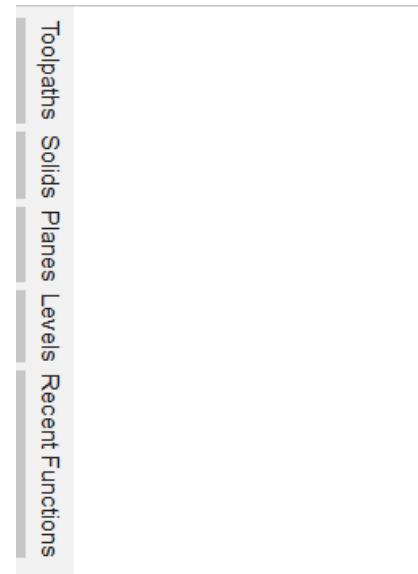 Toolpaths
Solids
Planes
Levels
Recent Functions